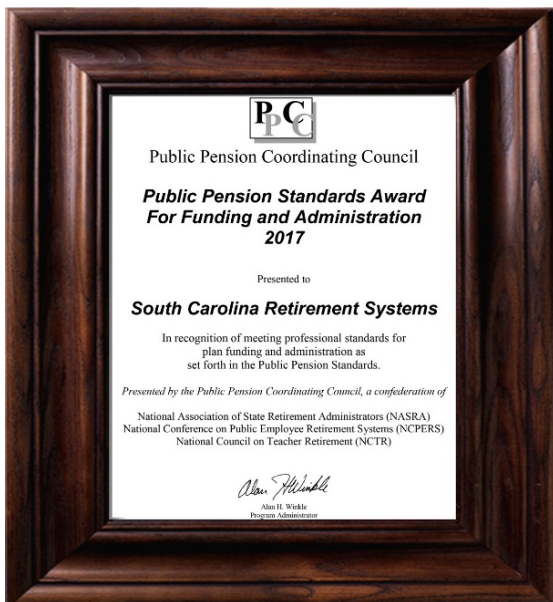 PPCC
Public Pension Coordinating Council
Public Pension Standards Award
For Funding and Administration
2017
Presented to
South Carolina Retirement Systems
In recognition of meeting professional standards for
plan funding and administration as
set forth in the Public Pension Standards.
Presented by the Public Pension Coordinating Council, a confederation of
National Association of State Retirement Administrators (NASRA)
National Conference on Public Employee Retirement Systems (NCPERS)
National Council on Teacher Retirement (NCTR)
Alan H. Winkle
Alan H. Winkle
Program Administrator